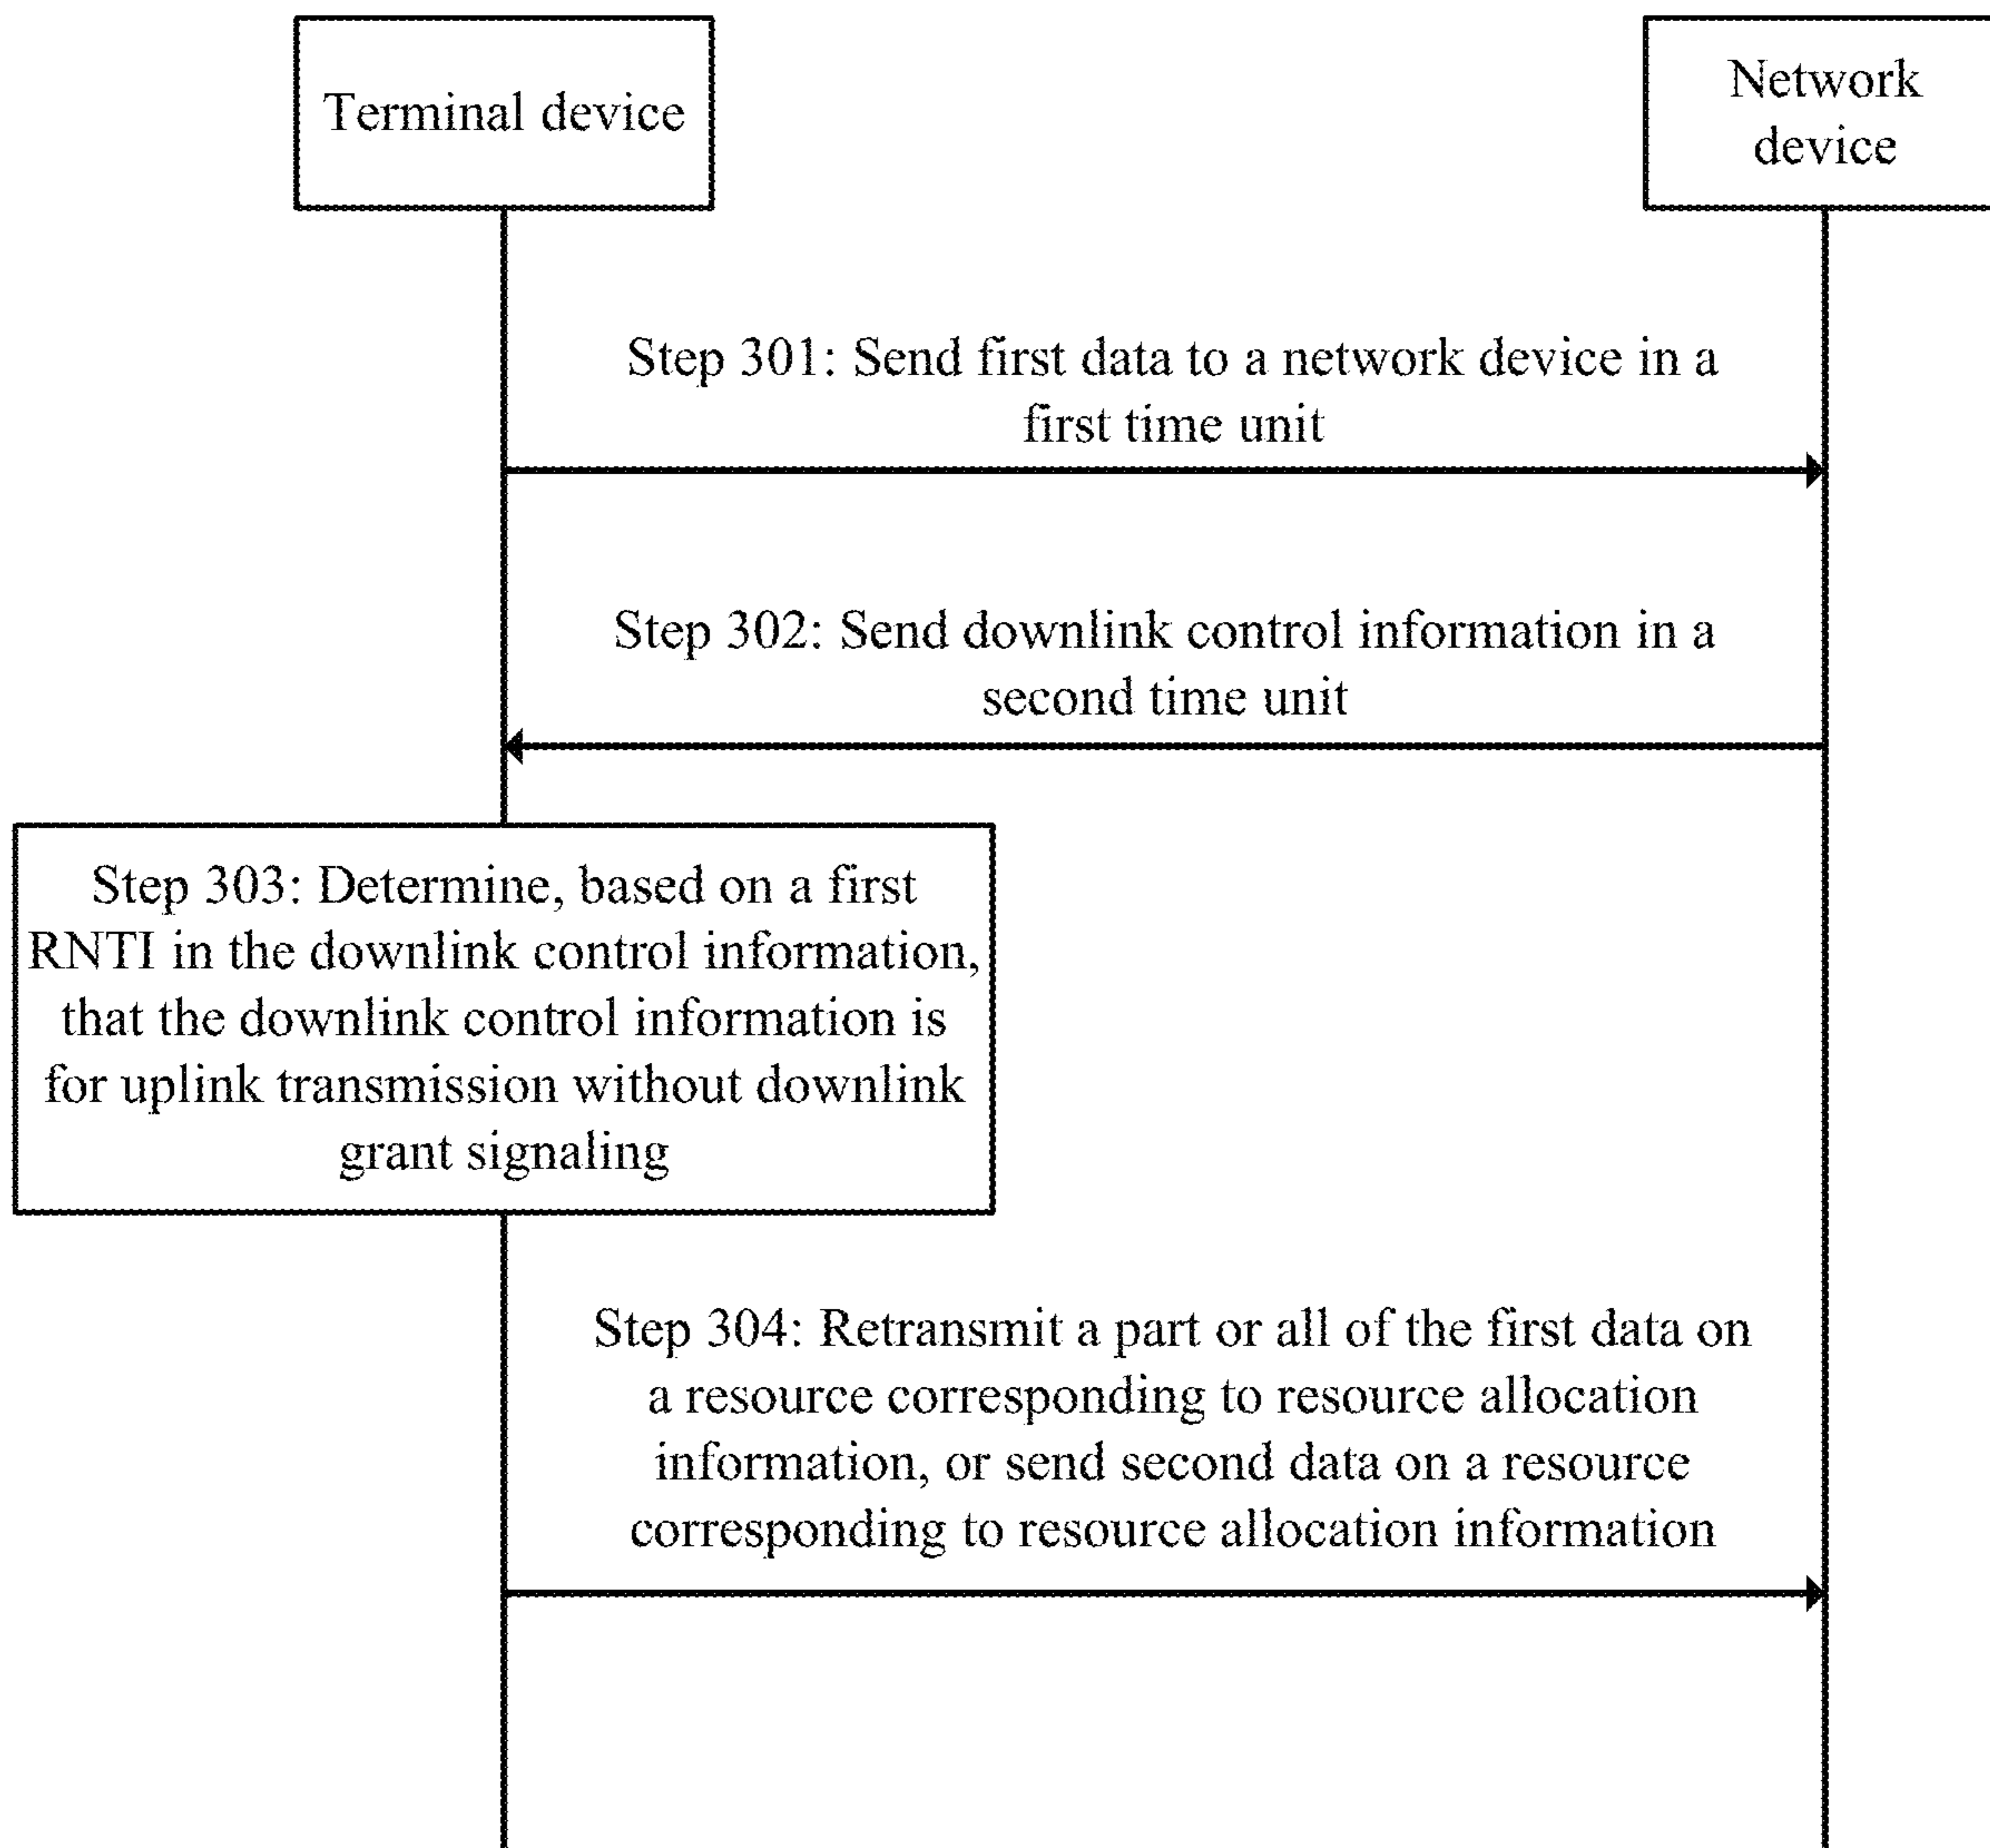 Terminal device
Network
device
Step 301: Send first data to a network device in a
first time unit
Step 302: Send downlink control information in a
second time unit
Step 303: Determine, based on a first
RNTI in the downlink control information,
that the downlink control information is
for uplink transmission without downlink
grant signaling
Step 304: Retransmit a part or all of the first data on
a resource corresponding to resource allocation
information, or send second data on a resource
corresponding to resource allocation information